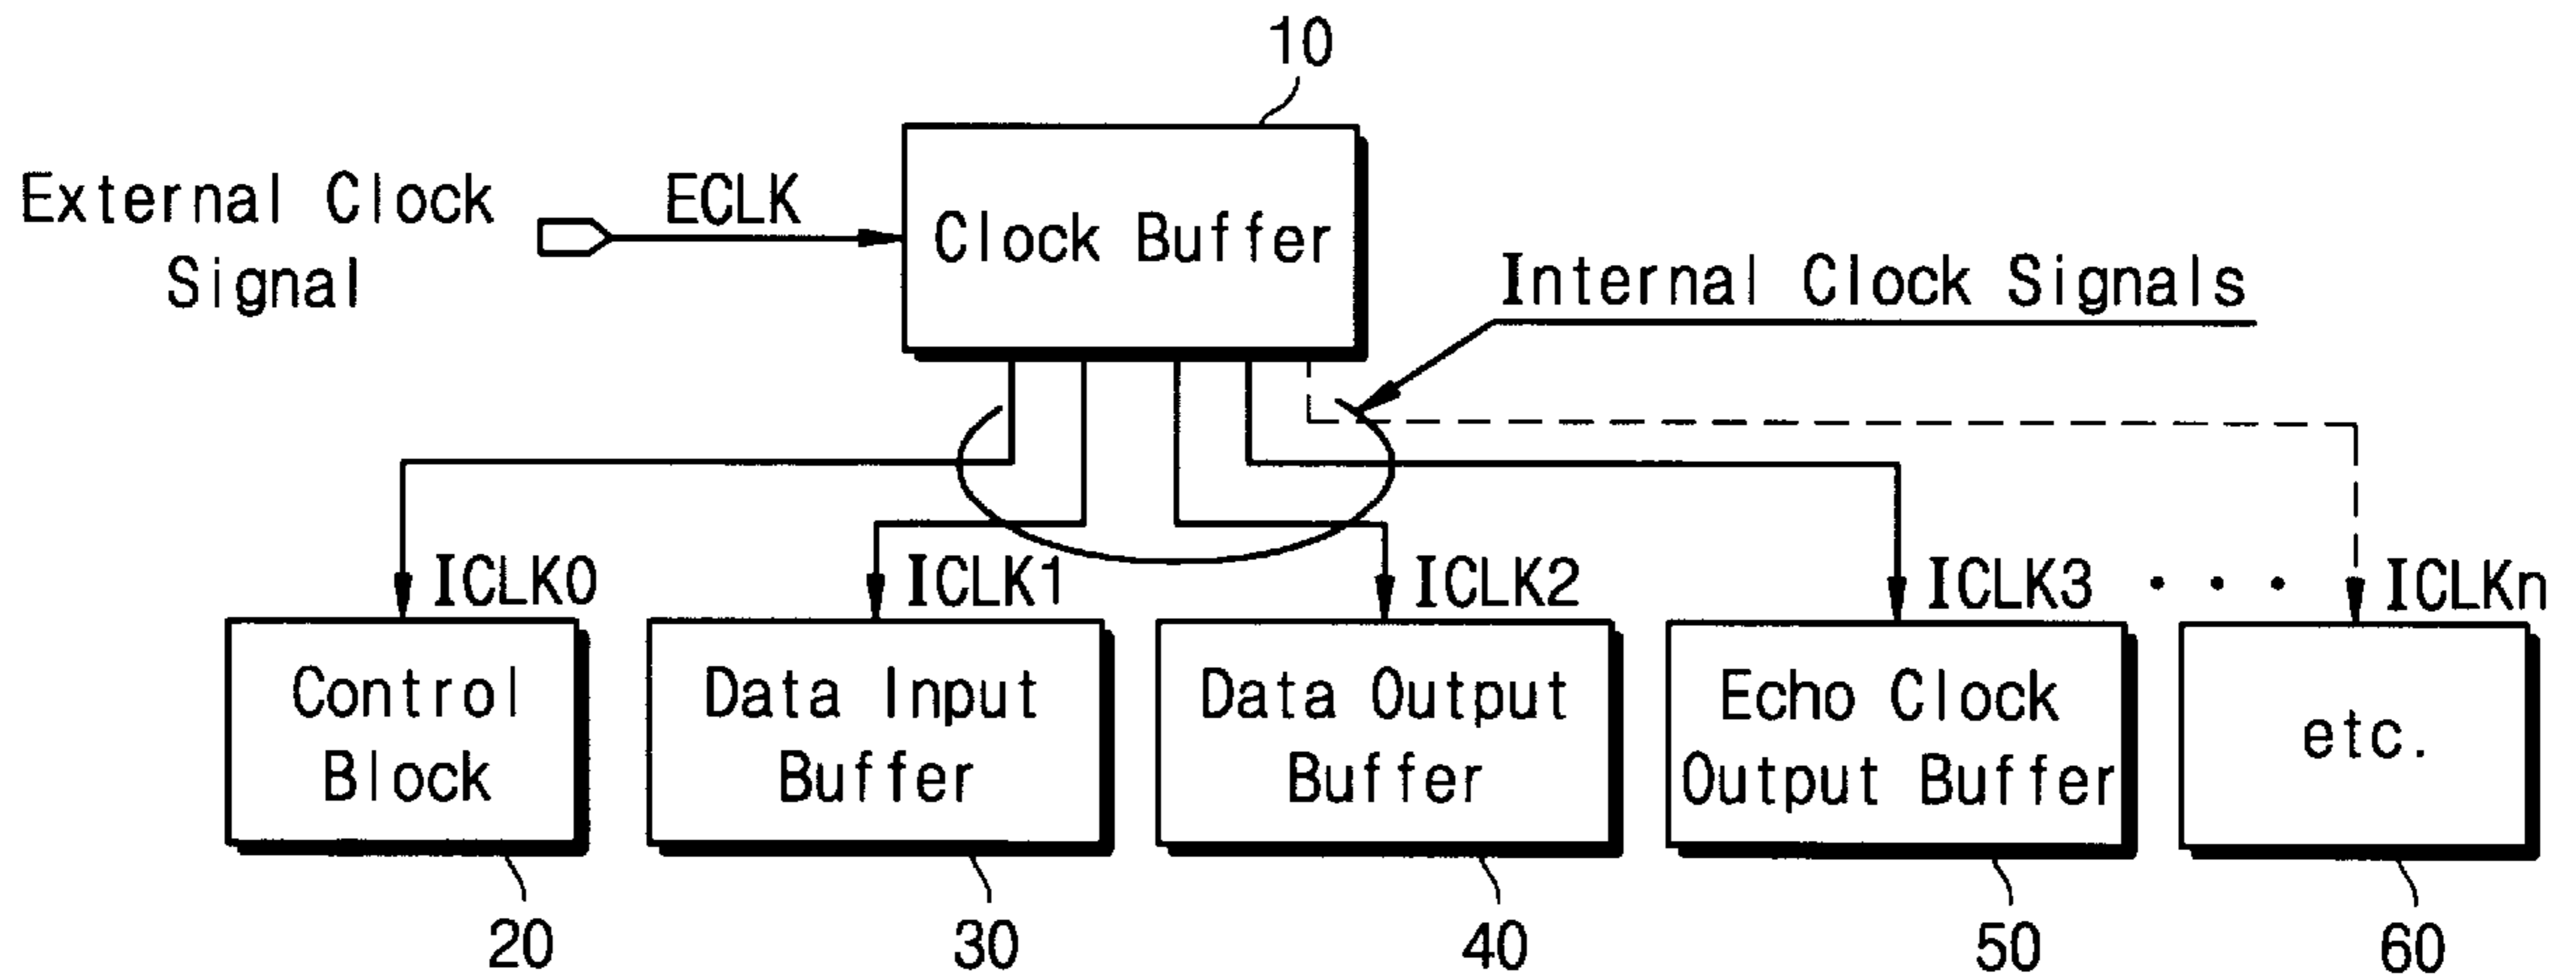 10
External Clock
Signal
ECLK
Clock Buffer
Internal Clock Signals
ICLK0
ICLK1
ICLK2
ICLK3 · · · ICLKn
Control
Block
Data Input
Buffer
Data Output
Buffer
Echo Clock
Output Buffer
etc.
20
30
40
50
60